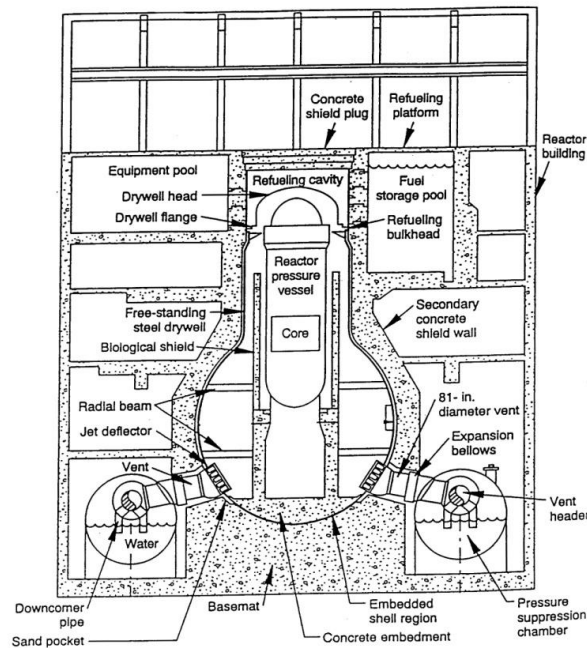 Concrete
shield plug
Refueling
platform
Reactor
building
Equipment pool
Refueling cavity
Fuel
storage pool
Drywell head
Drywell flange
Refueling
bulkhead
Reactor
pressure
vessel
Free-standing
steel drywell
Biological shield
Core
Secondary
concrete
shield wall
Radial beam
Jet deflector
Vent
81- in.
diameter vent
Expansion
bellows
Vent
header
Water
Downcomer
pipe
Sand pocket
Basemat
Concrete embedment
Embedded
shell region
Pressure
suppression
chamber